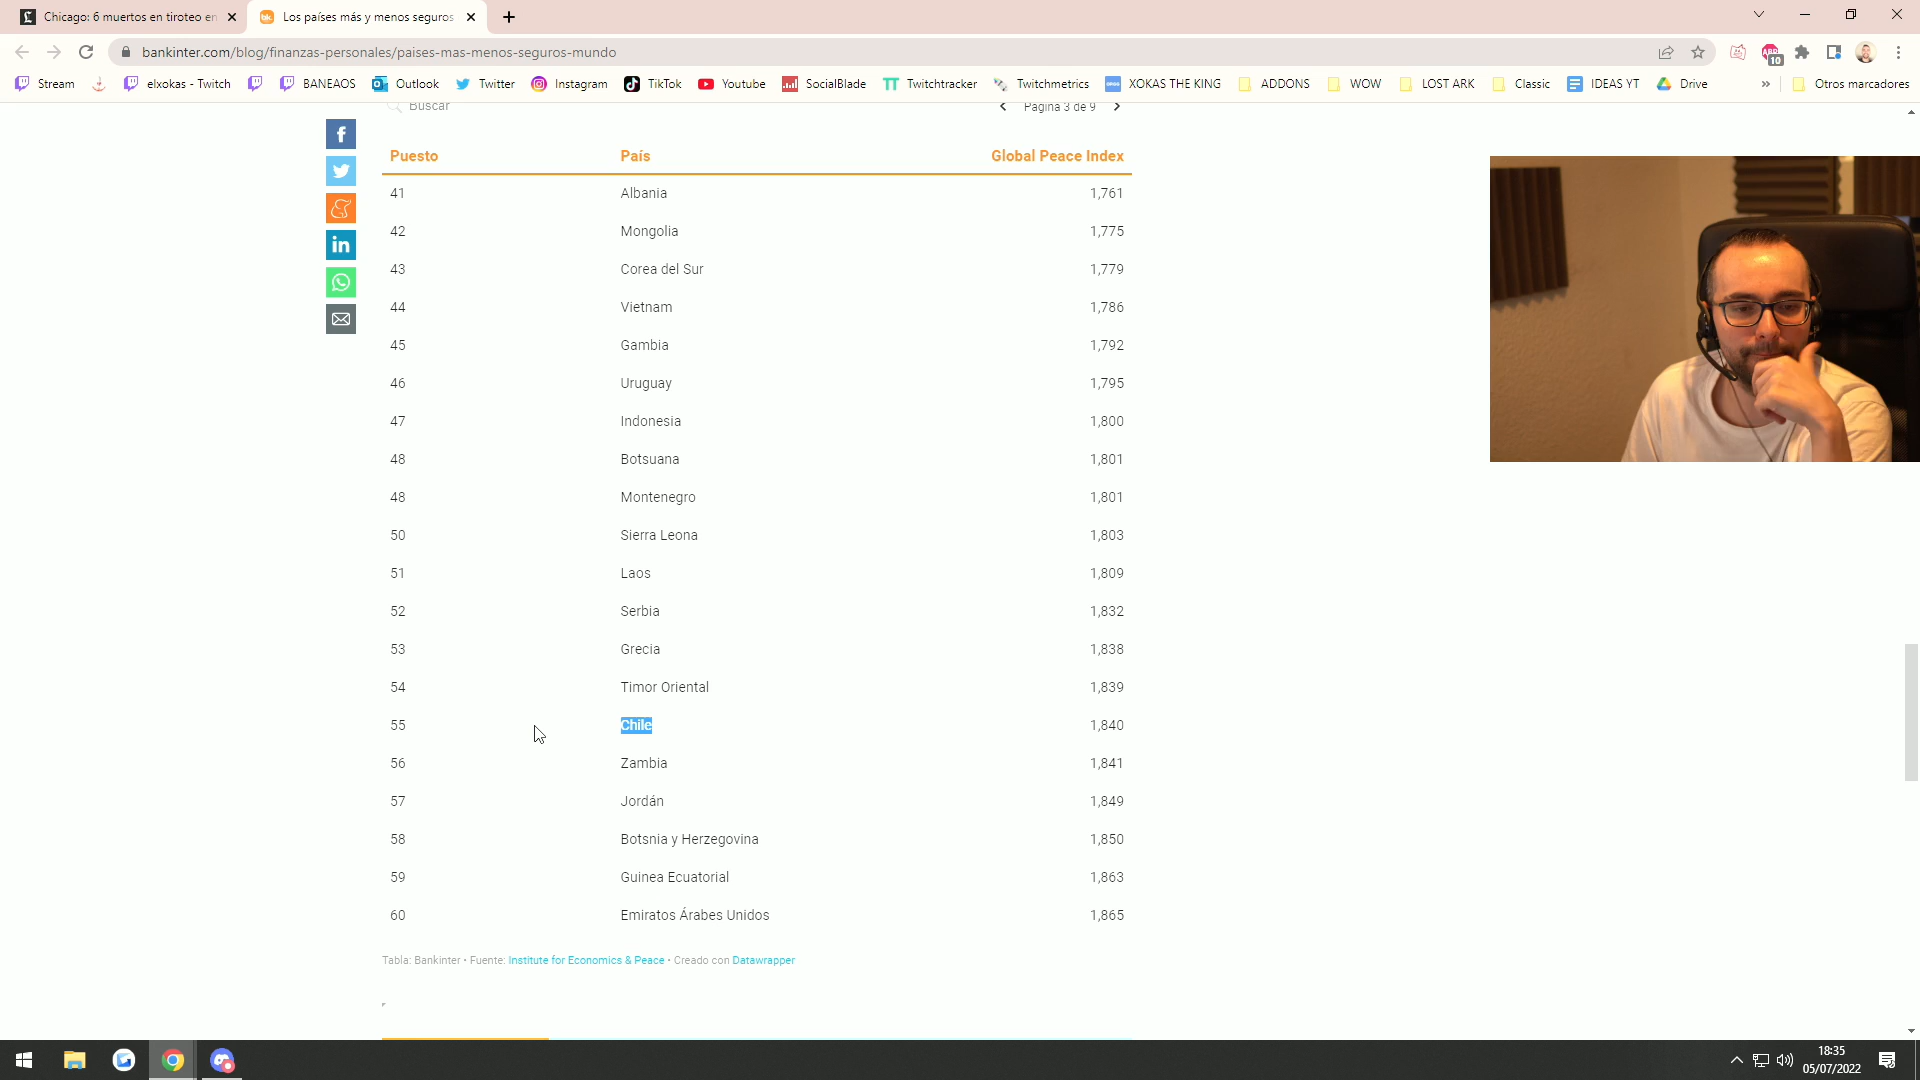 Chicago: 6 muertos en tiroteo en
Los países más y menos seguros
bankinter.com/blog/finanzas-personales/paises-mas-menos-seguros-mundo
10
Stream
elxokas - Twitch
BANEAOS
Outlook
Twitter
Instagram
TikTok
Youtube
SocialBlade
Twitchtracker
Twitchmetrics
XOKAS THE KING
ADDONS
WOW
LOST ARK
Classic
IDEAS YT
Drive
Otros marcadores
Buscar
Página 3 de 9
Puesto País Global Peace Index
41 Albania 1,761
42 Mongolia 1,775
43 Corea del Sur 1,779
44 Vietnam 1,786
45 Gambia 1,792
46 Uruguay 1,795
47 Indonesia 1,800
48 Botsuana 1,801
48 Montenegro 1,801
50 Sierra Leona 1,803
51 Laos 1,809
52 Serbia 1,832
53 Grecia 1,838
54 Timor Oriental 1,839
55 Chile 1,840
56 Zambia 1,841
57 Jordán 1,849
58 Botsnia y Herzegovina 1,850
59 Guinea Ecuatorial 1,863
60 Emiratos Árabes Unidos 1,865
Tabla: Bankinter • Fuente: Institute for Economics & Peace • Creado con Datawrapper
18:35
05/07/2022